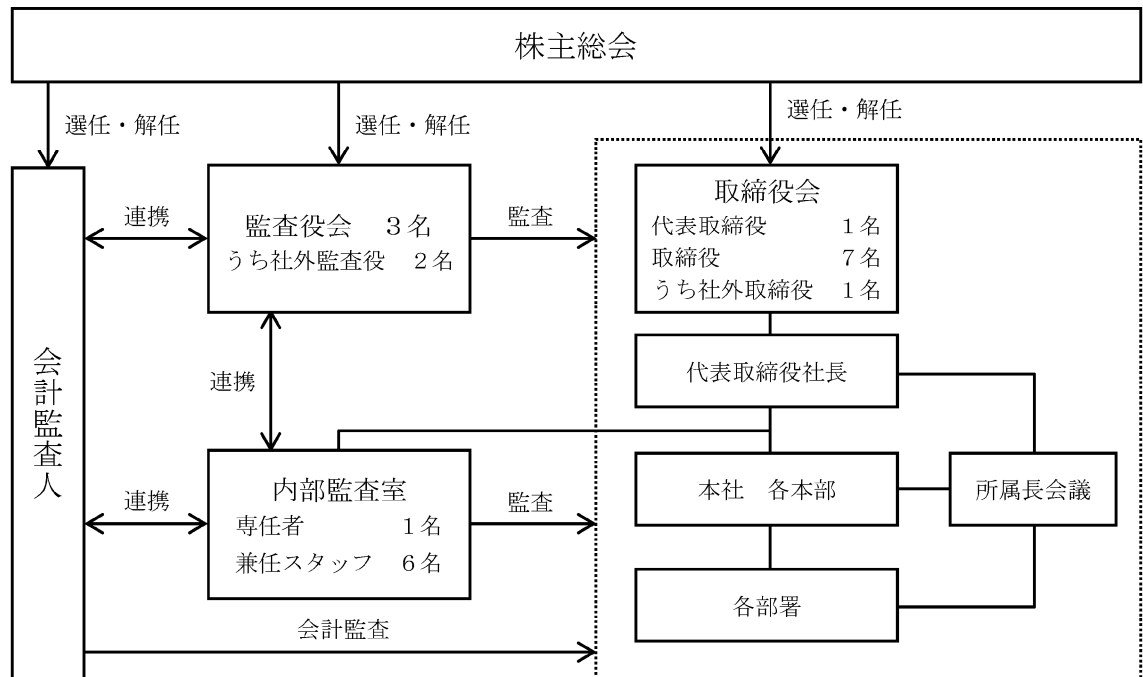 株主総会
選任・解任
選任・解任
選任・解任
会計監査人
連携
監査役会　３名
うち社外監査役　２名
監査
取締役会
代表取締役　１名
取締役　７名
うち社外取締役　１名
連携
代表取締役社長
連携
内部監査室
専任者　１名
兼任スタッフ　６名
監査
本社　各本部
所属長会議
各部署
会計監査